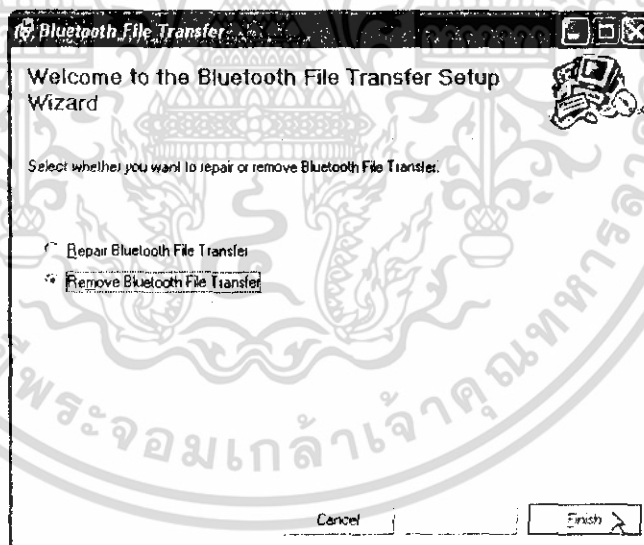 Bluetooth File Transfer
Welcome to the Bluetooth File Transfer Setup
Wizard
Select whether you want to repair or remove Bluetooth File Transfer.
Repair Bluetooth File Transfer
Remove Bluetooth File Transfer
พระจอมเกล้าเจ้าคุณทหารลา
Cancel
Finish